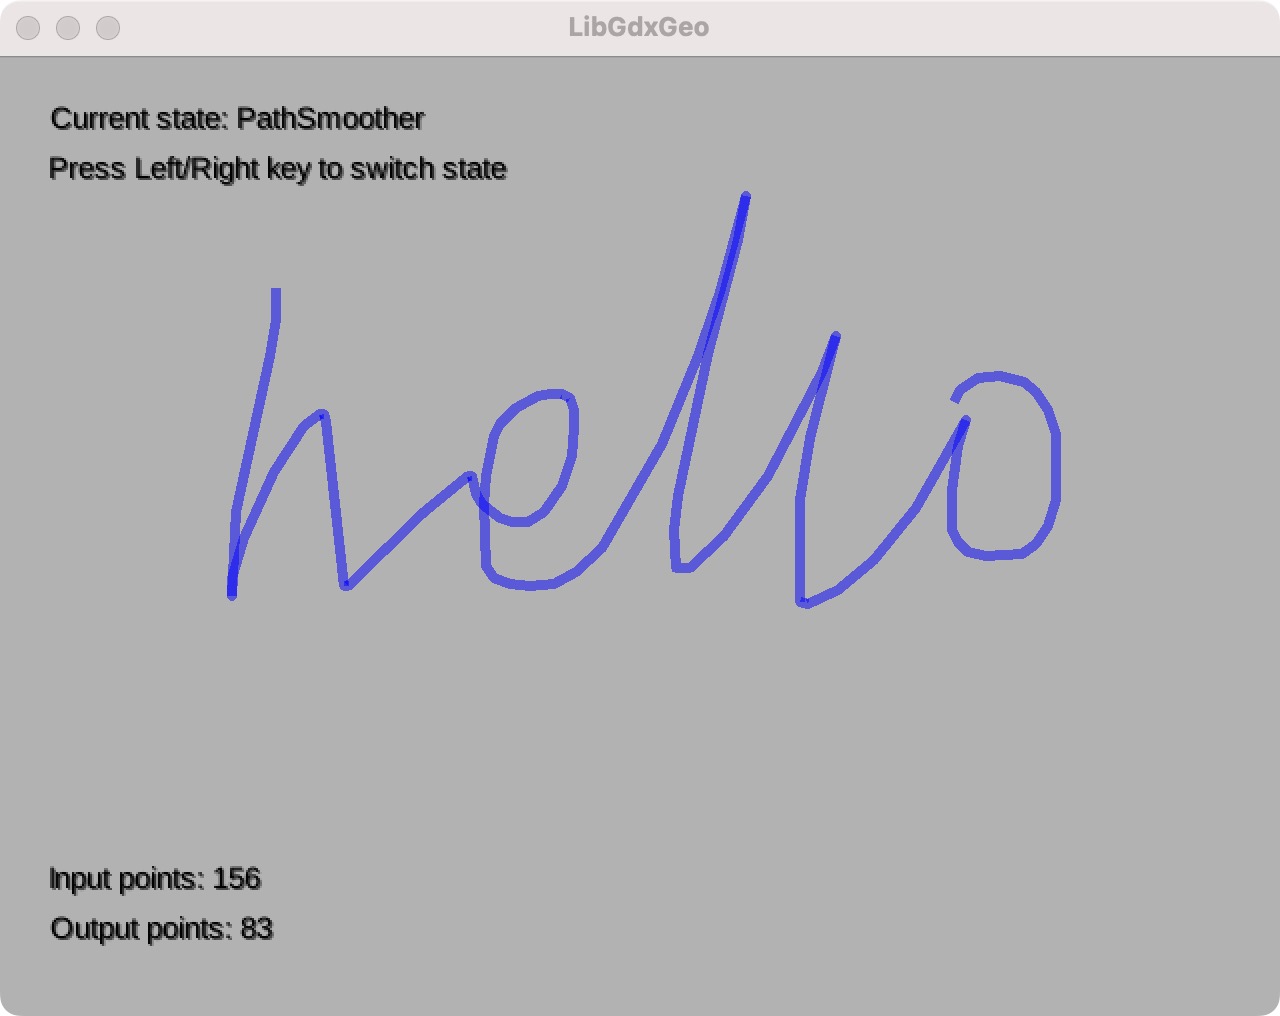 LibGdxGeo
Current state: PathSmoother
Press Left/Right key to switch state
hello
Input points: 156
Output points: 83